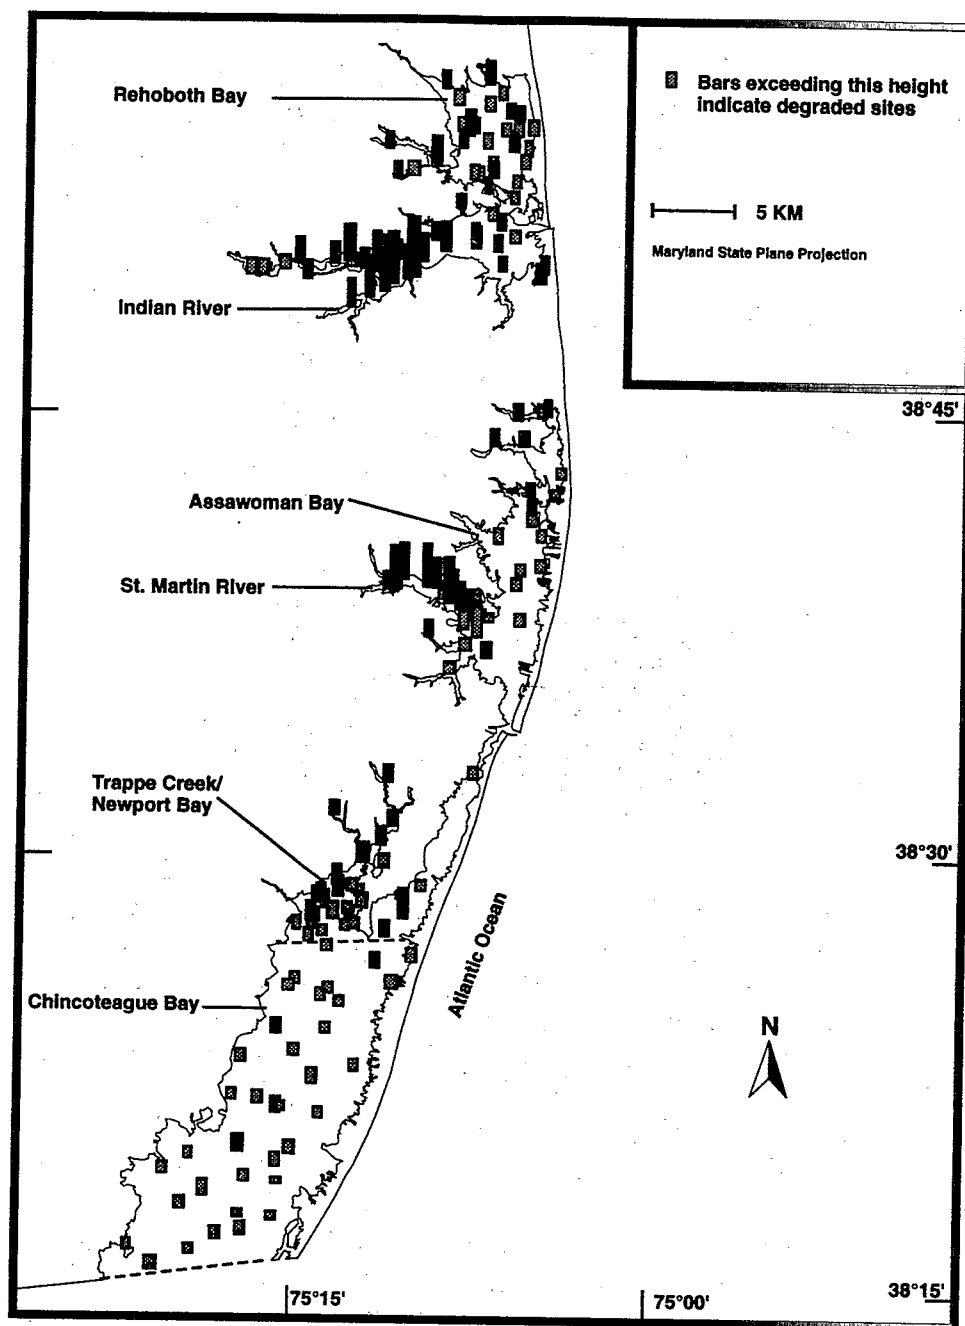 Rehoboth Bay
Bars exceeding this height
indicate degraded sites
5 KM
Maryland State Plane Projection
Indian River
38°45'
Assawoman Bay
St. Martin River
Trappe Creek/
Newport Bay
38°30'
Atlantic Ocean
Chincoteague Bay
N
75°15'
75°00'
38°15'